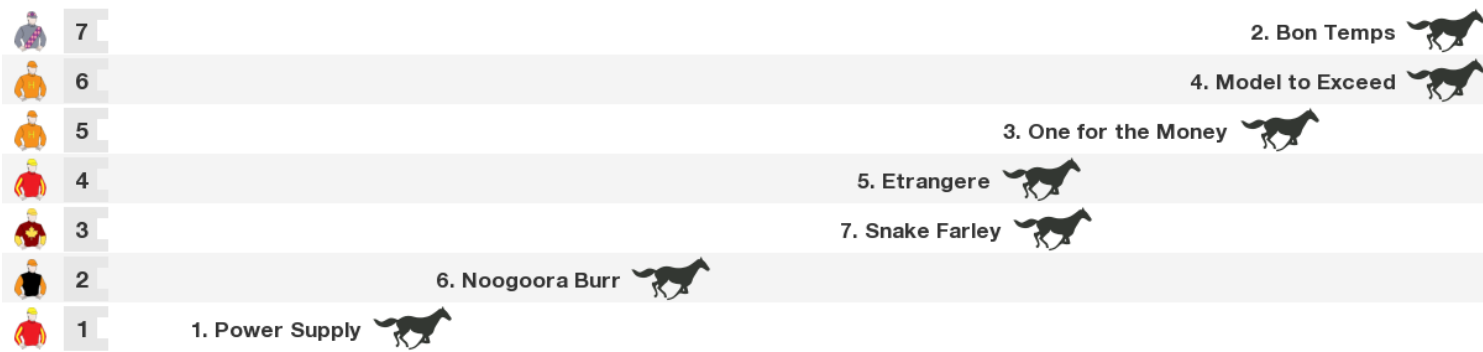 7 2. Bon Temps
6 4. Model to Exceed
5 3. One for the Money
4 5. Etrangere
3 7. Snake Farley
2 6. Noogoora Burr
1 1. Power Supply